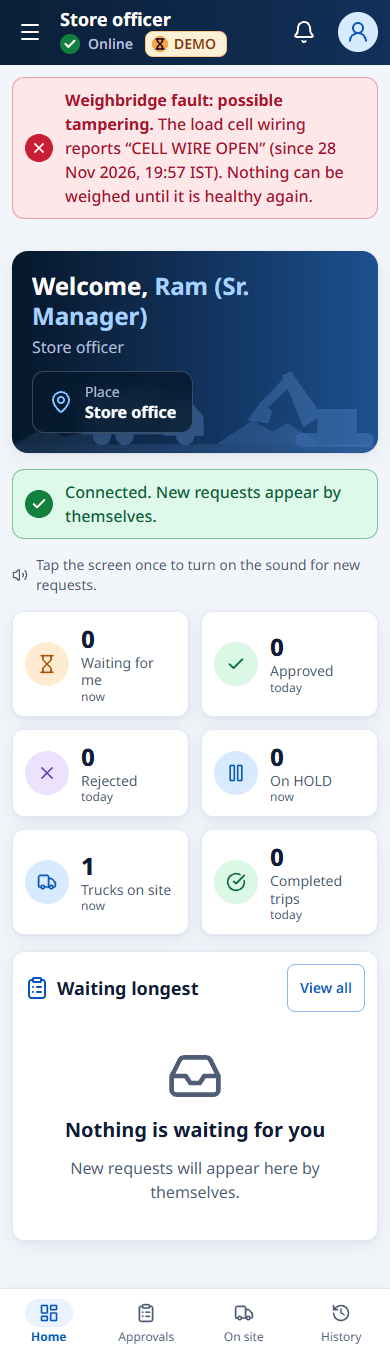 Store officer
Online
DEMO
Weighbridge fault: possible
tampering. The load cell wiring
reports “CELL WIRE OPEN” (since 28
Nov 2026, 19:57 IST). Nothing can be
weighed until it is healthy again.
Welcome, Ram (Sr.
Manager)
Store officer
Place
Store office
Connected. New requests appear by
themselves.
Tap the screen once to turn on the sound for new
requests.
0
Waiting for
me
now
0
Approved
today
0
Rejected
today
0
On HOLD
now
1
Trucks on site
now
0
Completed
trips
today
Waiting longest
View all
Nothing is waiting for you
New requests will appear here by
themselves.
Home
Approvals
On site
History